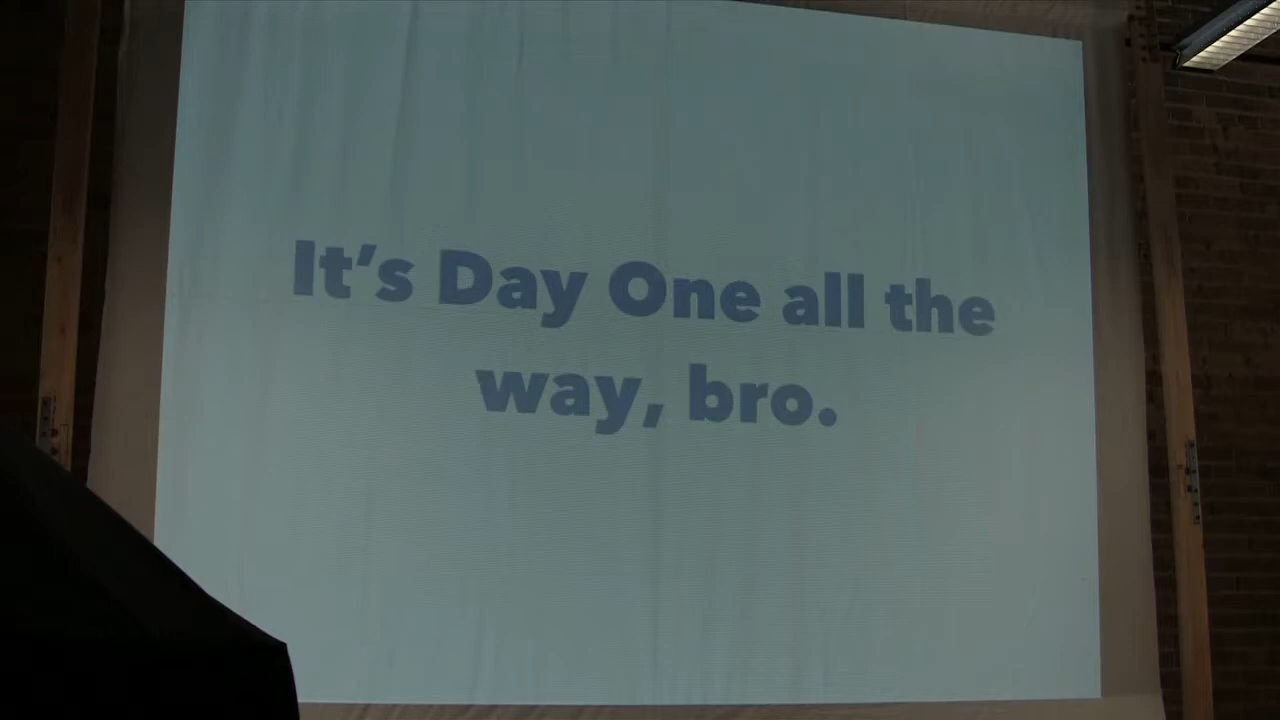 It’s Day One all the
way, bro.